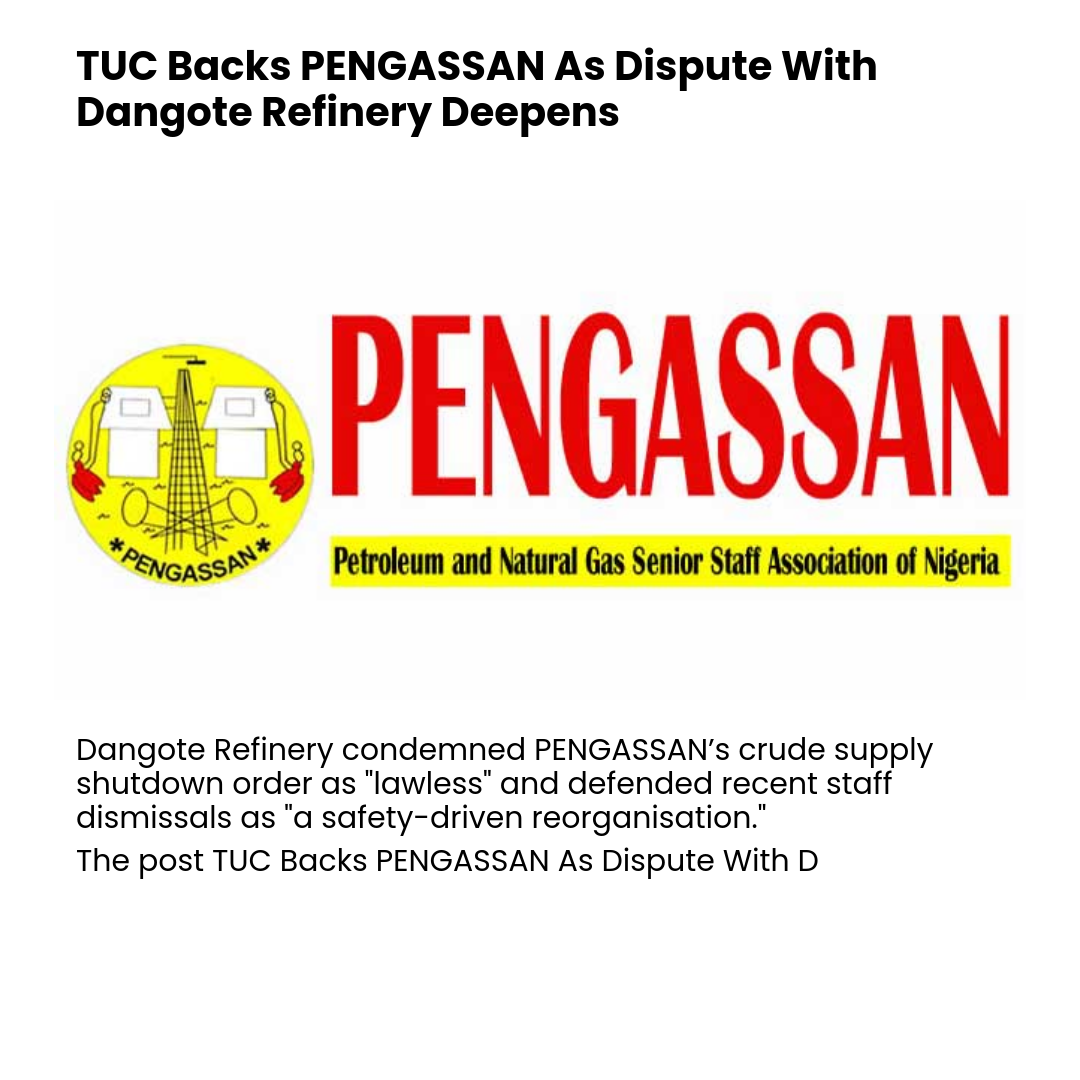 TUC Backs PENGASSAN As Dispute With
Dangote Refinery Deepens
PENGASSAN
* PENGASSAN *
Petroleum and Natural Gas Senior Staff Association of Nigeria
Dangote Refinery condemned PENGASSAN’s crude supply
shutdown order as "lawless" and defended recent staff
dismissals as "a safety-driven reorganisation."
The post TUC Backs PENGASSAN As Dispute With D